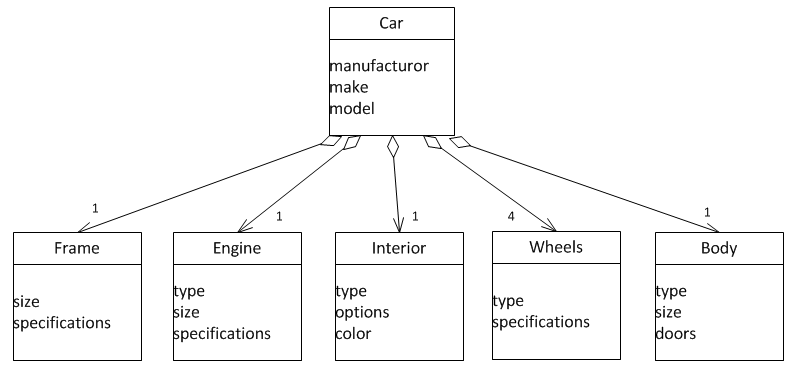 Car
manufacturor
make
model
1
1
1
4
1
Frame
size
specifications
Engine
type
size
specifications
Interior
type
options
color
Wheels
type
specifications
Body
type
size
doors